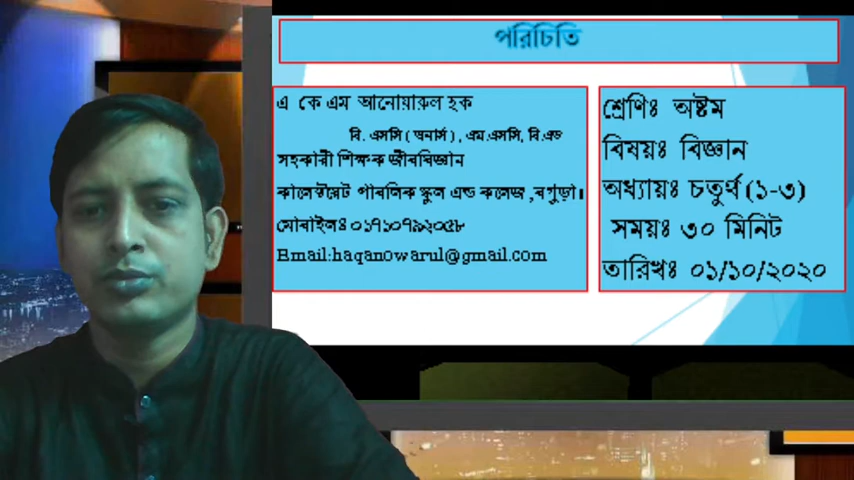 পরিচিতি
এ কে এম আনোয়ারুল হক
বি. এসসি ( অনার্স ) , এম.এসসি, বি.এড
সহকারী শিক্ষক জীববিজ্ঞান
কালেক্টরেট পাবলিক স্কুল এন্ড কলেজ ,বগুড়া।
মোবাইলঃ ০১৭১০৭৯২০৫৮
Email:haqanowarul@gmail.com
শ্রেণিঃ অষ্টম
বিষয়ঃ বিজ্ঞান
অধ্যায়ঃ চতুর্থ (১-৩)
সময়ঃ ৩০ মিনিট
তারিখঃ ০১/১০/২০২০